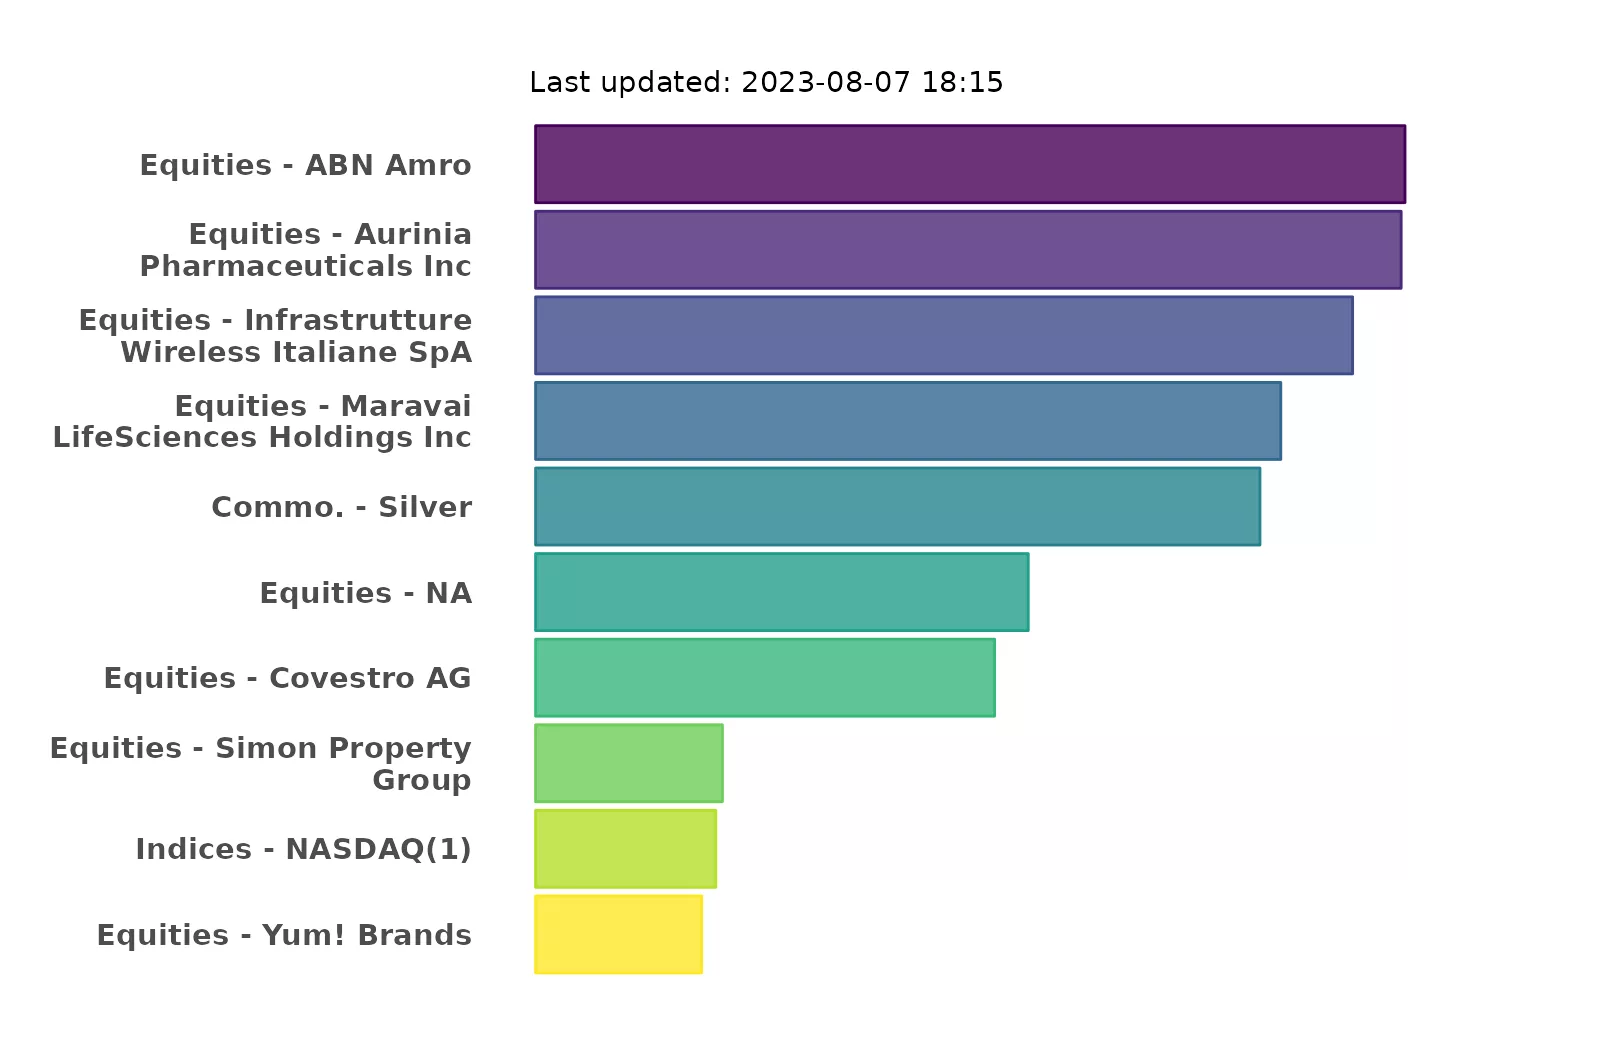 Last updated: 2023-08-07 18:15
Equities - ABN Amro
Equities - Aurinia
Pharmaceuticals Inc
Equities - Infrastrutture
Wireless Italiane SpA
Equities - Maravai
LifeSciences Holdings Inc
Commo. - Silver
Equities - NA
Equities - Covestro AG
Equities - Simon Property
Group
Indices - NASDAQ(1)
Equities - Yum! Brands